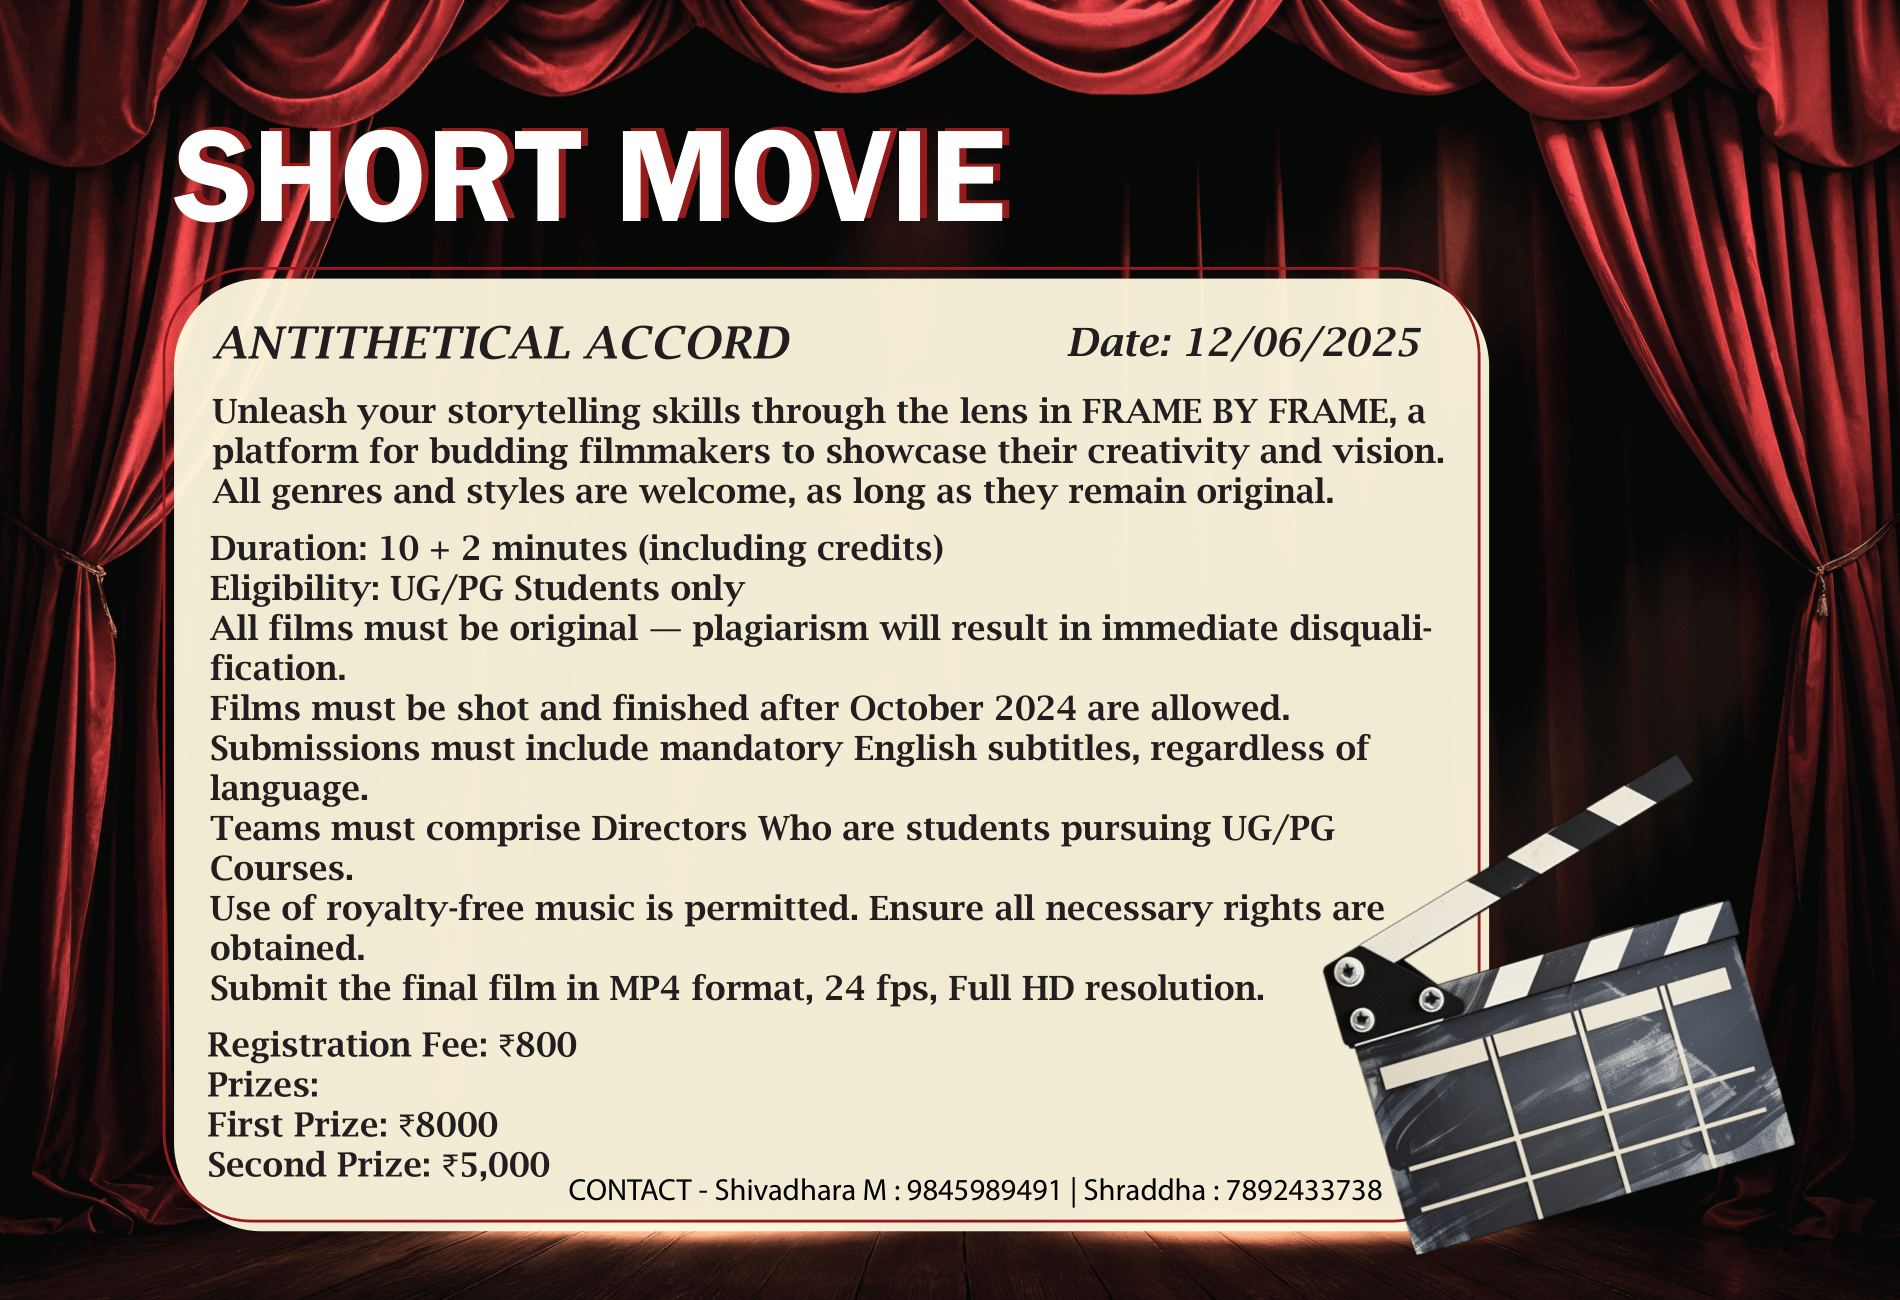 SHORT MOVIE
ANTITHETICAL ACCORD
Date: 12/06/2025
Unleash your storytelling skills through the lens in FRAME BY FRAME, a
platform for budding filmmakers to showcase their creativity and vision.
All genres and styles are welcome, as long as they remain original.
Duration: 10 + 2 minutes (including credits)
Eligibility: UG/PG Students only
All films must be original — plagiarism will result in immediate disquali-
fication.
Films must be shot and finished after October 2024 are allowed.
Submissions must include mandatory English subtitles, regardless of
language.
Teams must comprise Directors Who are students pursuing UG/PG
Courses.
Use of royalty-free music is permitted. Ensure all necessary rights are
obtained.
Submit the final film in MP4 format, 24 fps, Full HD resolution.
Registration Fee: ₹800
Prizes:
First Prize: ₹8000
Second Prize: ₹5,000
CONTACT - Shivadhara M : 9845989491 | Shraddha : 7892433738